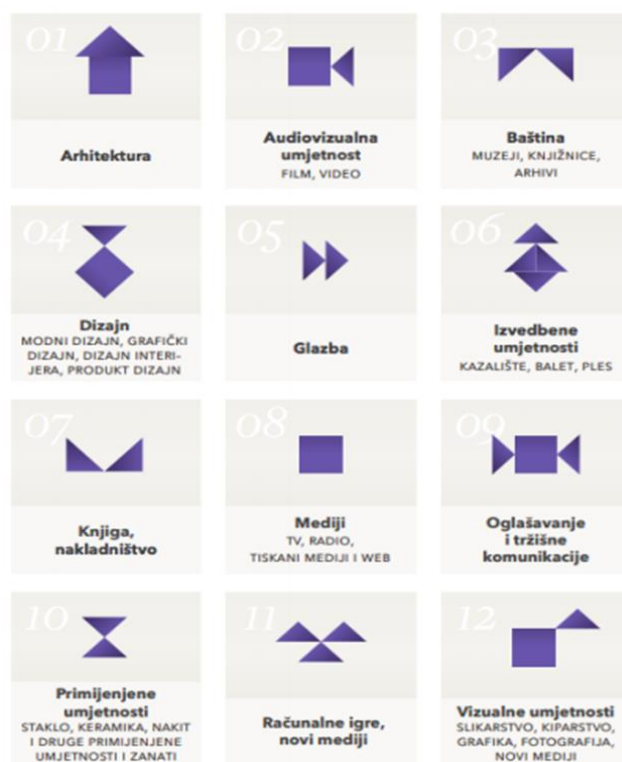 01
Arhitektura
02
Audiovizualna
umjetnost
FILM, VIDEO
03
Baština
MUZEJI, KNJIŽNICE,
ARHIVI
04
Dizajn
MODNI DIZAJN, GRAFIČKI
DIZAJN, DIZAJN INTERI-
JERA, PRODUKT DIZAJN
05
Glazba
06
Izvedbene
umjetnosti
KAZALIŠTE, BALET, PLES
07
Knjiga,
nakladništvo
08
Mediji
TV, RADIO,
TISKANI MEDIJI I WEB
09
Oglašavanje
i tržišne
komunikacije
10
Primijenjene
umjetnosti
STAKLO, KERAMIKA, NAKIT
I DRUGE PRIMIJENJENE
UMJETNOSTI I ZANATI
11
Računalne igre,
novi mediji
12
Vizualne umjetnosti
SLIKARSTVO, KIPARSTVO,
GRAFIKA, FOTOGRAFIJA,
NOVI MEDIJI